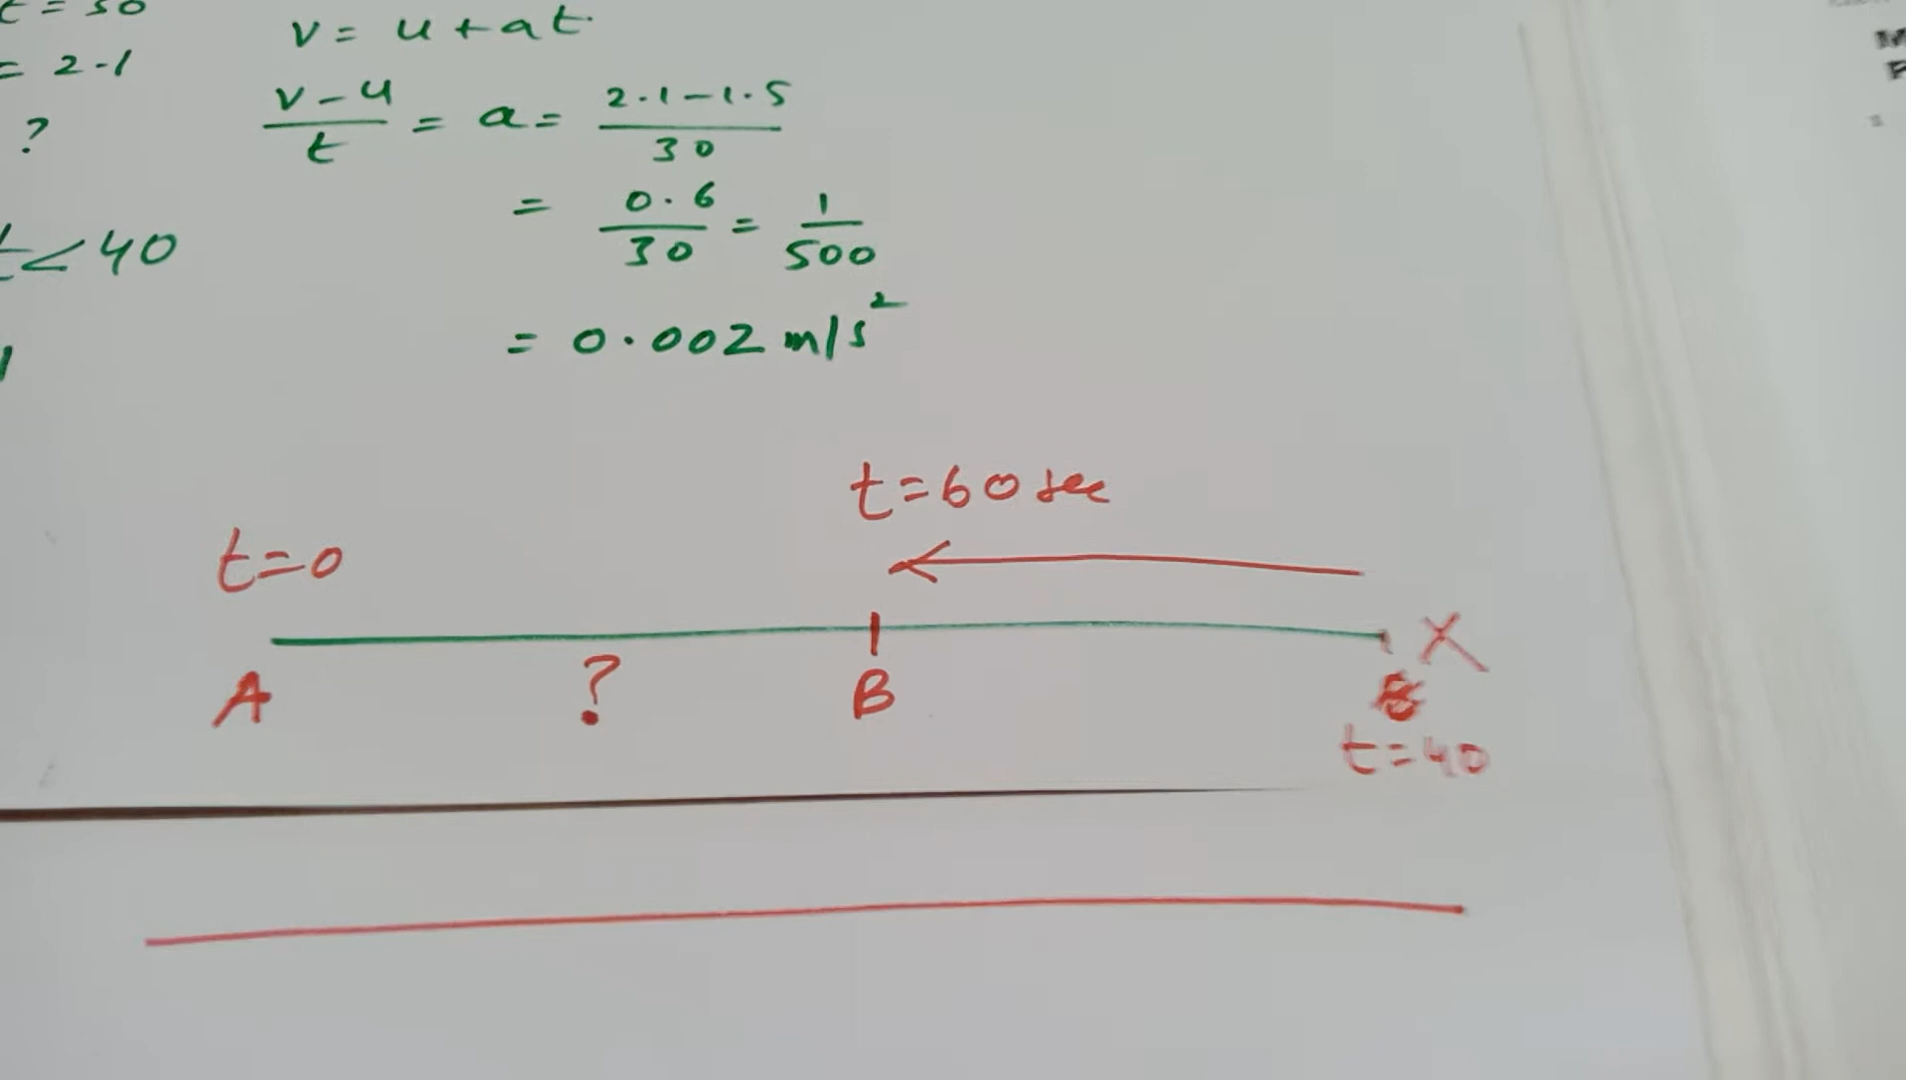 t = 30
v = u + at
= 2.1
v - u / t = a = 2.1 - 1.5 / 30
?
= 0.6 / 30 = 1 / 500
t < 40
= 0.002 m/s²
t = 60 sec
t = 0
X
A ? B
t = 40